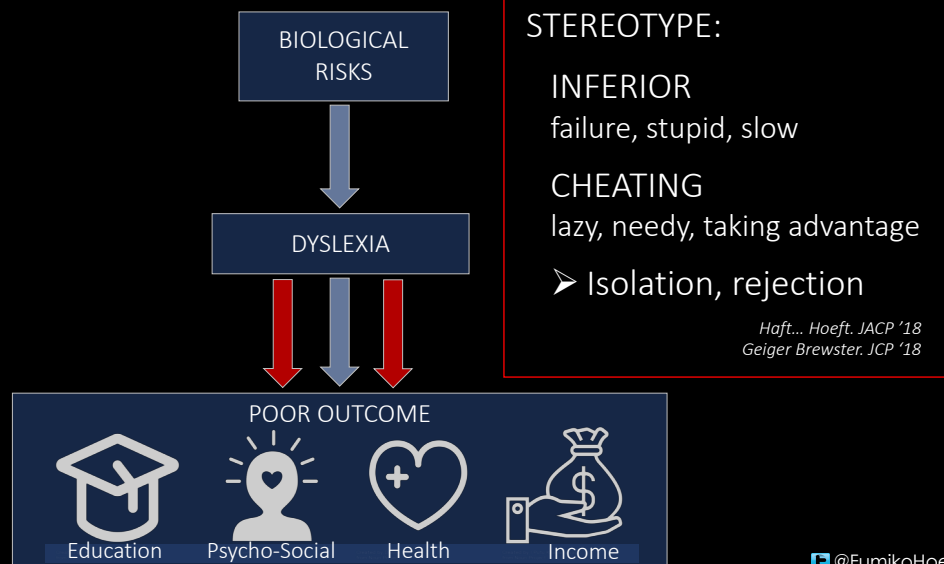 BIOLOGICAL
RISKS
DYSLEXIA
POOR OUTCOME
Education
Psycho-Social
Health
Income
STEREOTYPE:
INFERIOR
failure, stupid, slow
CHEATING
lazy, needy, taking advantage
➢ Isolation, rejection
Haft... Hoeft. JACP '18
Geiger Brewster. JCP '18